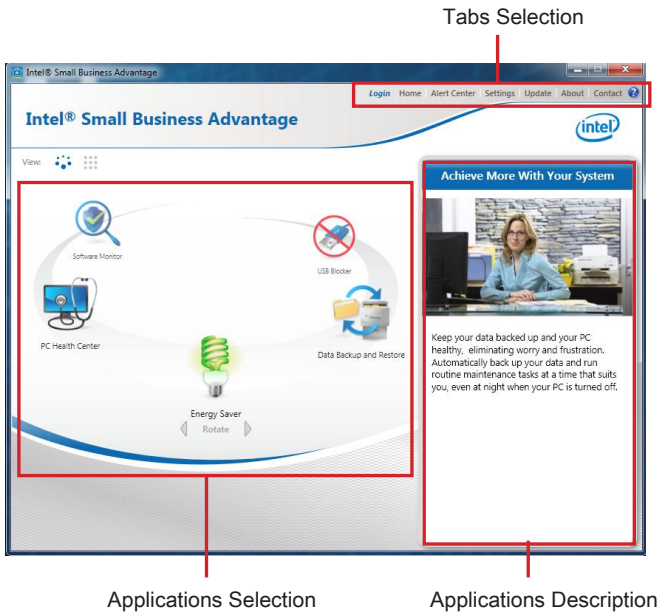 Tabs Selection
Intel® Small Business Advantage
Login Home Alert Center Settings Update About Contact ?
Intel® Small Business Advantage
intel
View:
Achieve More With Your System
Software Monitor
USB Blocker
PC Health Center
Data Backup and Restore
Energy Saver
Rotate
Keep your data backed up and your PC
healthy, eliminating worry and frustration.
Automatically back up your data and run
routine maintenance tasks at a time that suits
you, even at night when your PC is turned off.
Applications Selection
Applications Description